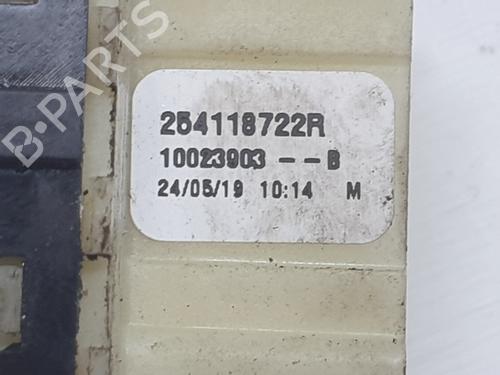 B-PARTS
254118722R
10023903 -- B
24/05/19 10:14 M